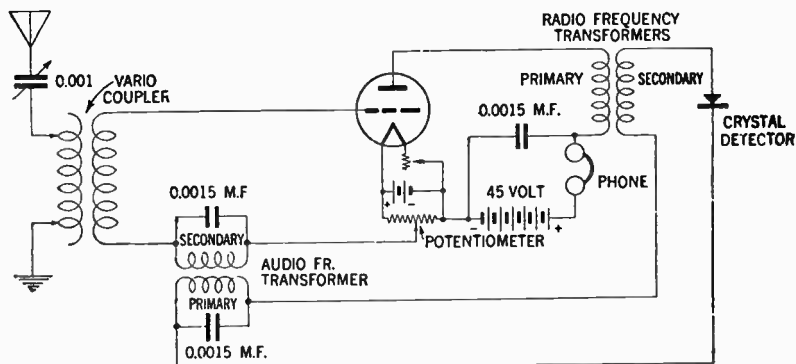 RADIO FREQUENCY
TRANSFORMERS
0.001
VARIO
COUPLER
PRIMARY
SECONDARY
0.0015 M.F.
CRYSTAL
DETECTOR
PHONE
45 VOLT
+ -
- +
POTENTIOMETER
0.0015 M.F
SECONDARY
AUDIO FR.
TRANSFORMER
PRIMARY
0.0015 M.F.